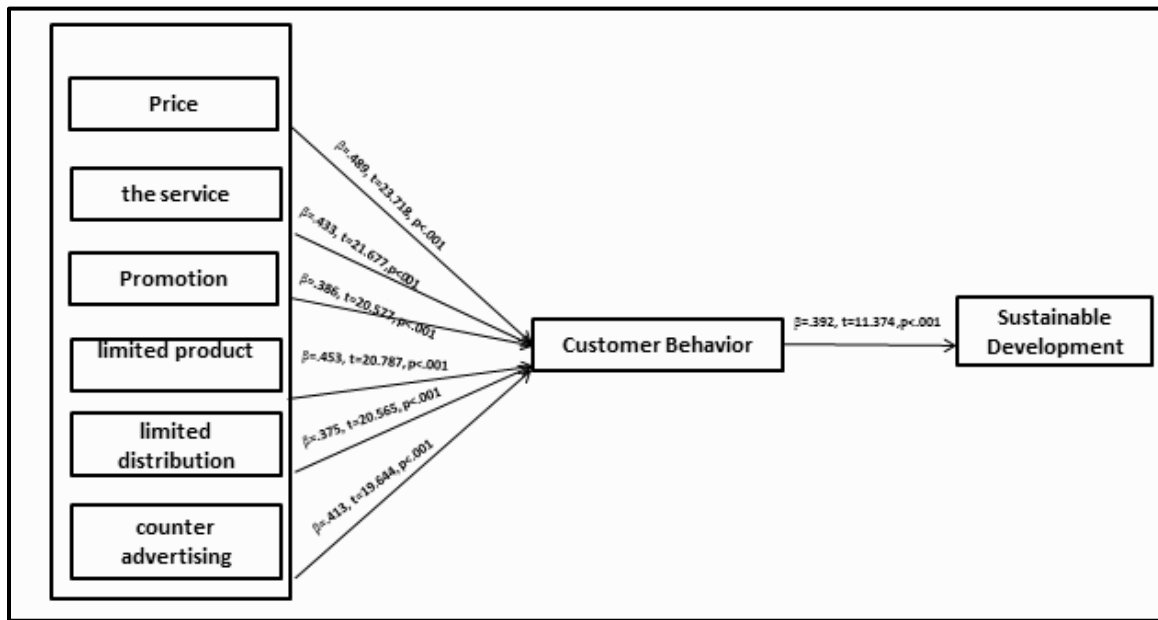 Price
the service
Promotion
limited product
limited
distribution
counter
advertising
β=.489, t=23.718, p<.001
β=.433, t=21.677, p<.001
β=.386, t=20.577, p<.001
β=.453, t=20.787, p<.001
β=.375, t=20.565, p<.001
β=.413, t=19.644, p<.001
Customer Behavior
β=.392, t=11.374, p<.001
Sustainable
Development